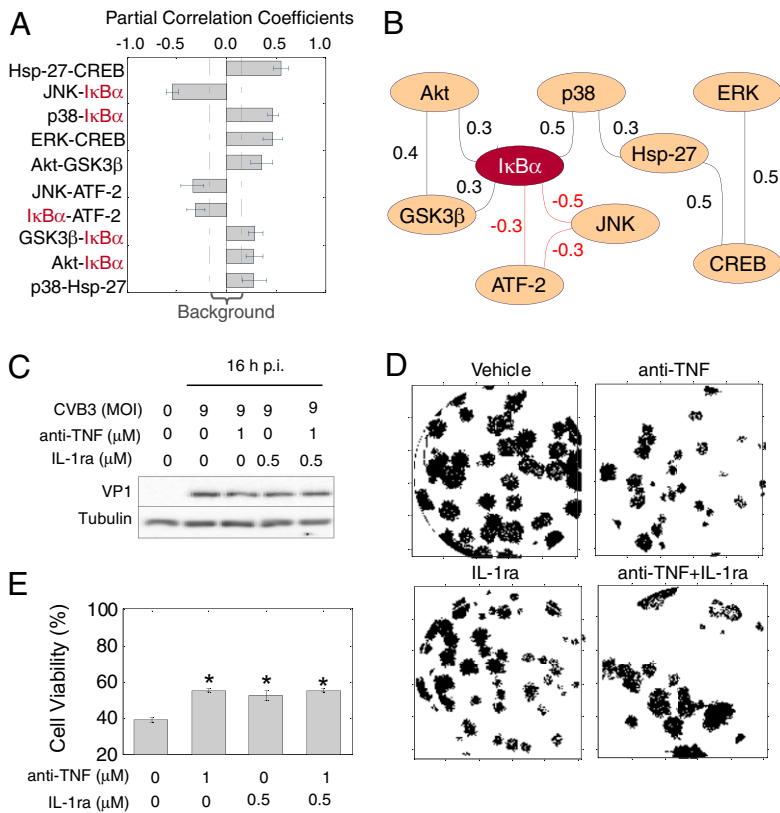 A
Partial Correlation Coefficients
-1.0 -0.5 0.0 0.5 1.0
Hsp-27-CREB
JNK-IκBα
p38-IκBα
ERK-CREB
Akt-GSK3β
JNK-ATF-2
IκBα-ATF-2
GSK3β-IκBα
Akt-IκBα
p38-Hsp-27
Background
B
Akt p38 ERK
0.3 0.5 0.3
0.4 Hsp-27
IκBα
0.3 0.5 0.5
GSK3β -0.5
-0.3 JNK
-0.3
ATF-2 CREB
C
16 h p.i.
CVB3 (MOI) 0 9 9 9 9
anti-TNF (μM) 0 0 1 0 1
IL-1ra (μM) 0 0 0 0.5 0.5
VP1
Tubulin
D
Vehicle anti-TNF
IL-1ra anti-TNF+IL-1ra
E
Cell Viability (%)
100
80
60
40
20
* * *
anti-TNF (μM) 0 1 0 1
IL-1ra (μM) 0 0 0.5 0.5